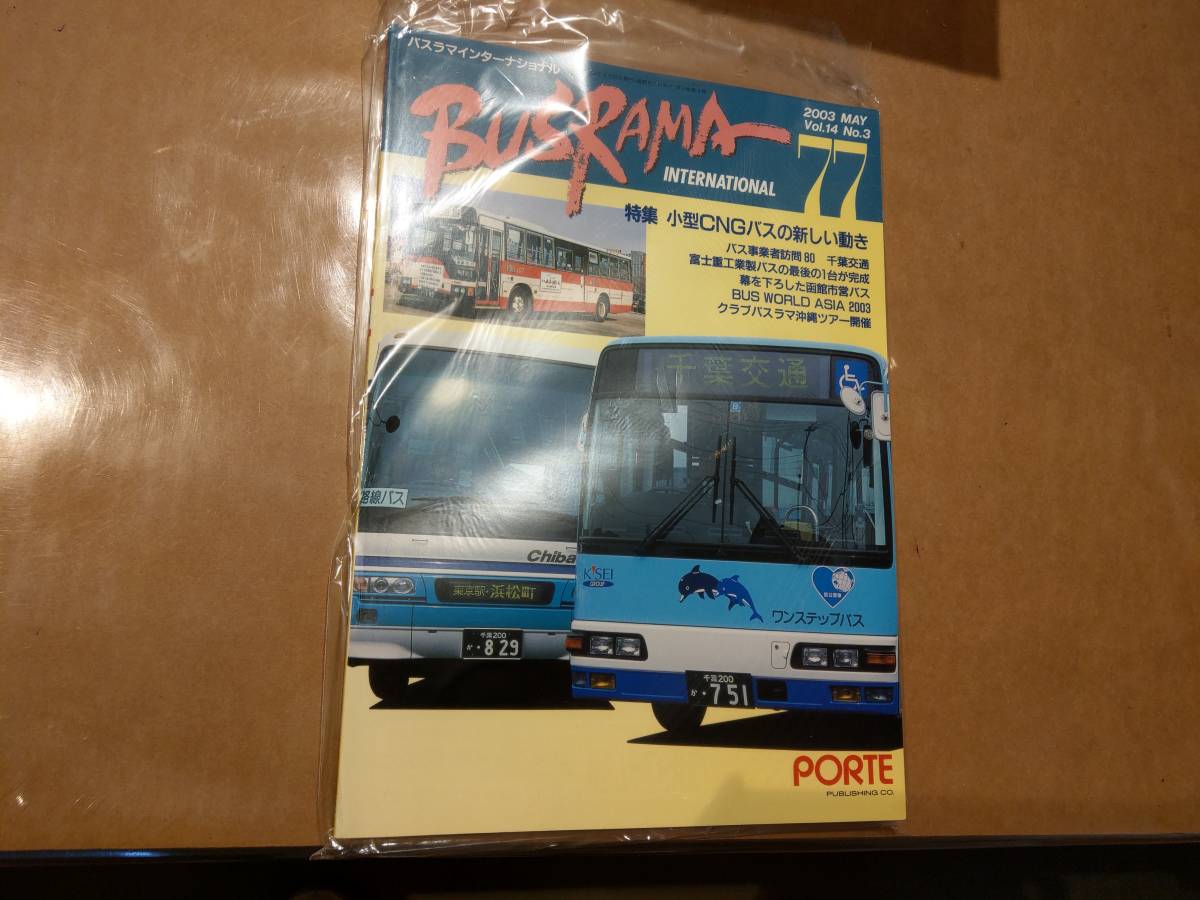 バスラマインターナショナル
BUSRAMA
INTERNATIONAL
2003 MAY
Vol.14 No.3
77
特集 小型CNGバスの新しい動き
バス事業者訪問80 千葉交通
富士重工業製バスの最後の1台が完成
幕を下ろした函館市営バス
BUS WORLD ASIA 2003
クラブバスラマ沖縄ツアー開催
千葉交通
路線バス
Chiba
東京駅・浜松町
千葉200
か・829
K'SEI
GROUP
ワンステップバス
千葉200
か・751
PORTE
PUBLISHING CO.